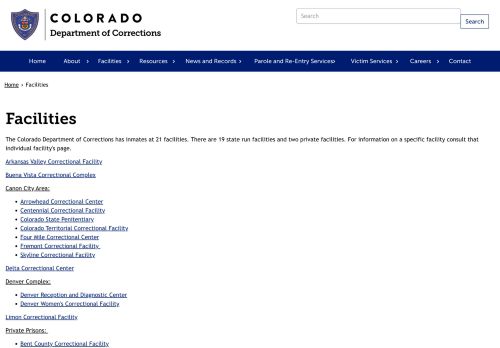 COLORADO
Department of Corrections
Search
Search
Home About › Facilities › Resources › News and Records › Parole and Re-Entry Services › Victim Services › Careers › Contact
Home › Facilities
Facilities
The Colorado Department of Corrections has inmates at 21 facilities. There are 19 state run facilities and two private facilities. For information on a specific facility consult that
individual facility's page.
Arkansas Valley Correctional Facility
Buena Vista Correctional Complex
Canon City Area:
• Arrowhead Correctional Center
• Centennial Correctional Facility
• Colorado State Penitentiary
• Colorado Territorial Correctional Facility
• Four Mile Correctional Center
• Fremont Correctional Facility
• Skyline Correctional Facility
Delta Correctional Center
Denver Complex:
• Denver Reception and Diagnostic Center
• Denver Women's Correctional Facility
Limon Correctional Facility
Private Prisons:
• Bent County Correctional Facility